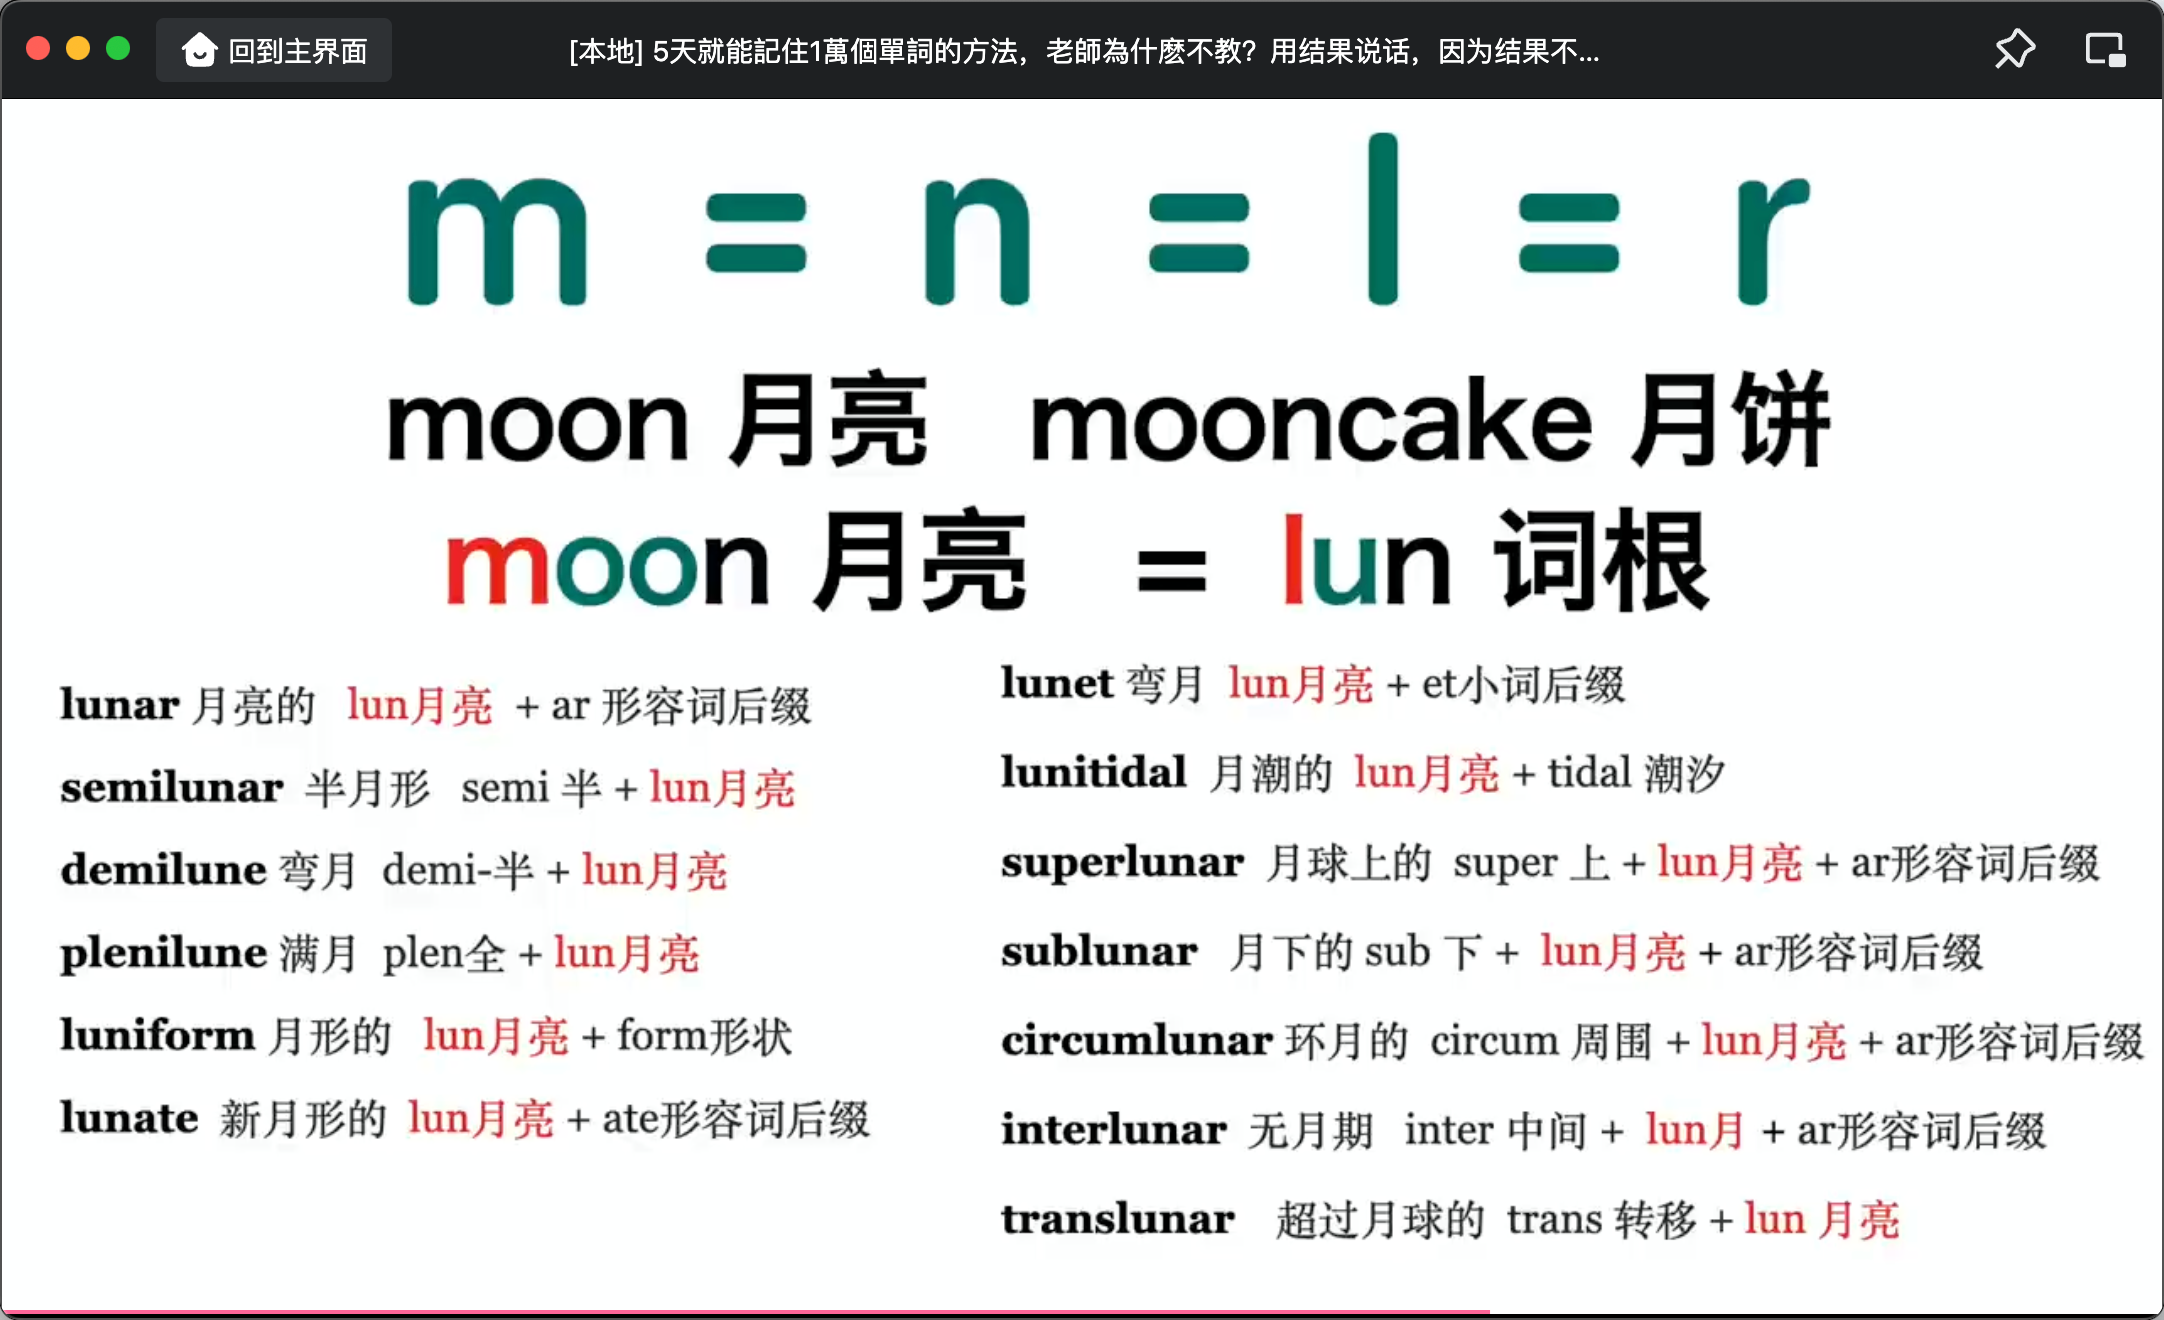 回到主界面
[本地] 5天就能記住1萬個單詞的方法，老師為什麼不教？用结果说话，因为结果不...
m = n = l = r
moon 月亮 mooncake 月饼
moon 月亮 = lun 词根
lunar 月亮的 lun月亮 + ar 形容词后缀
semilunar 半月形 semi 半 + lun月亮
demilune 弯月 demi-半 + lun月亮
plenilune 满月 plen全 + lun月亮
luniform 月形的 lun月亮 + form形状
lunate 新月形的 lun月亮 + ate形容词后缀
lunet 弯月 lun月亮 + et小词后缀
lunitidal 月潮的 lun月亮 + tidal 潮汐
superlunar 月球上的 super 上 + lun月亮 + ar形容词后缀
sublunar 月下的 sub 下 + lun月亮 + ar形容词后缀
circumlunar 环月的 circum 周围 + lun月亮 + ar形容词后缀
interlunar 无月期 inter 中间 + lun月 + ar形容词后缀
translunar 超过月球的 trans 转移 + lun 月亮